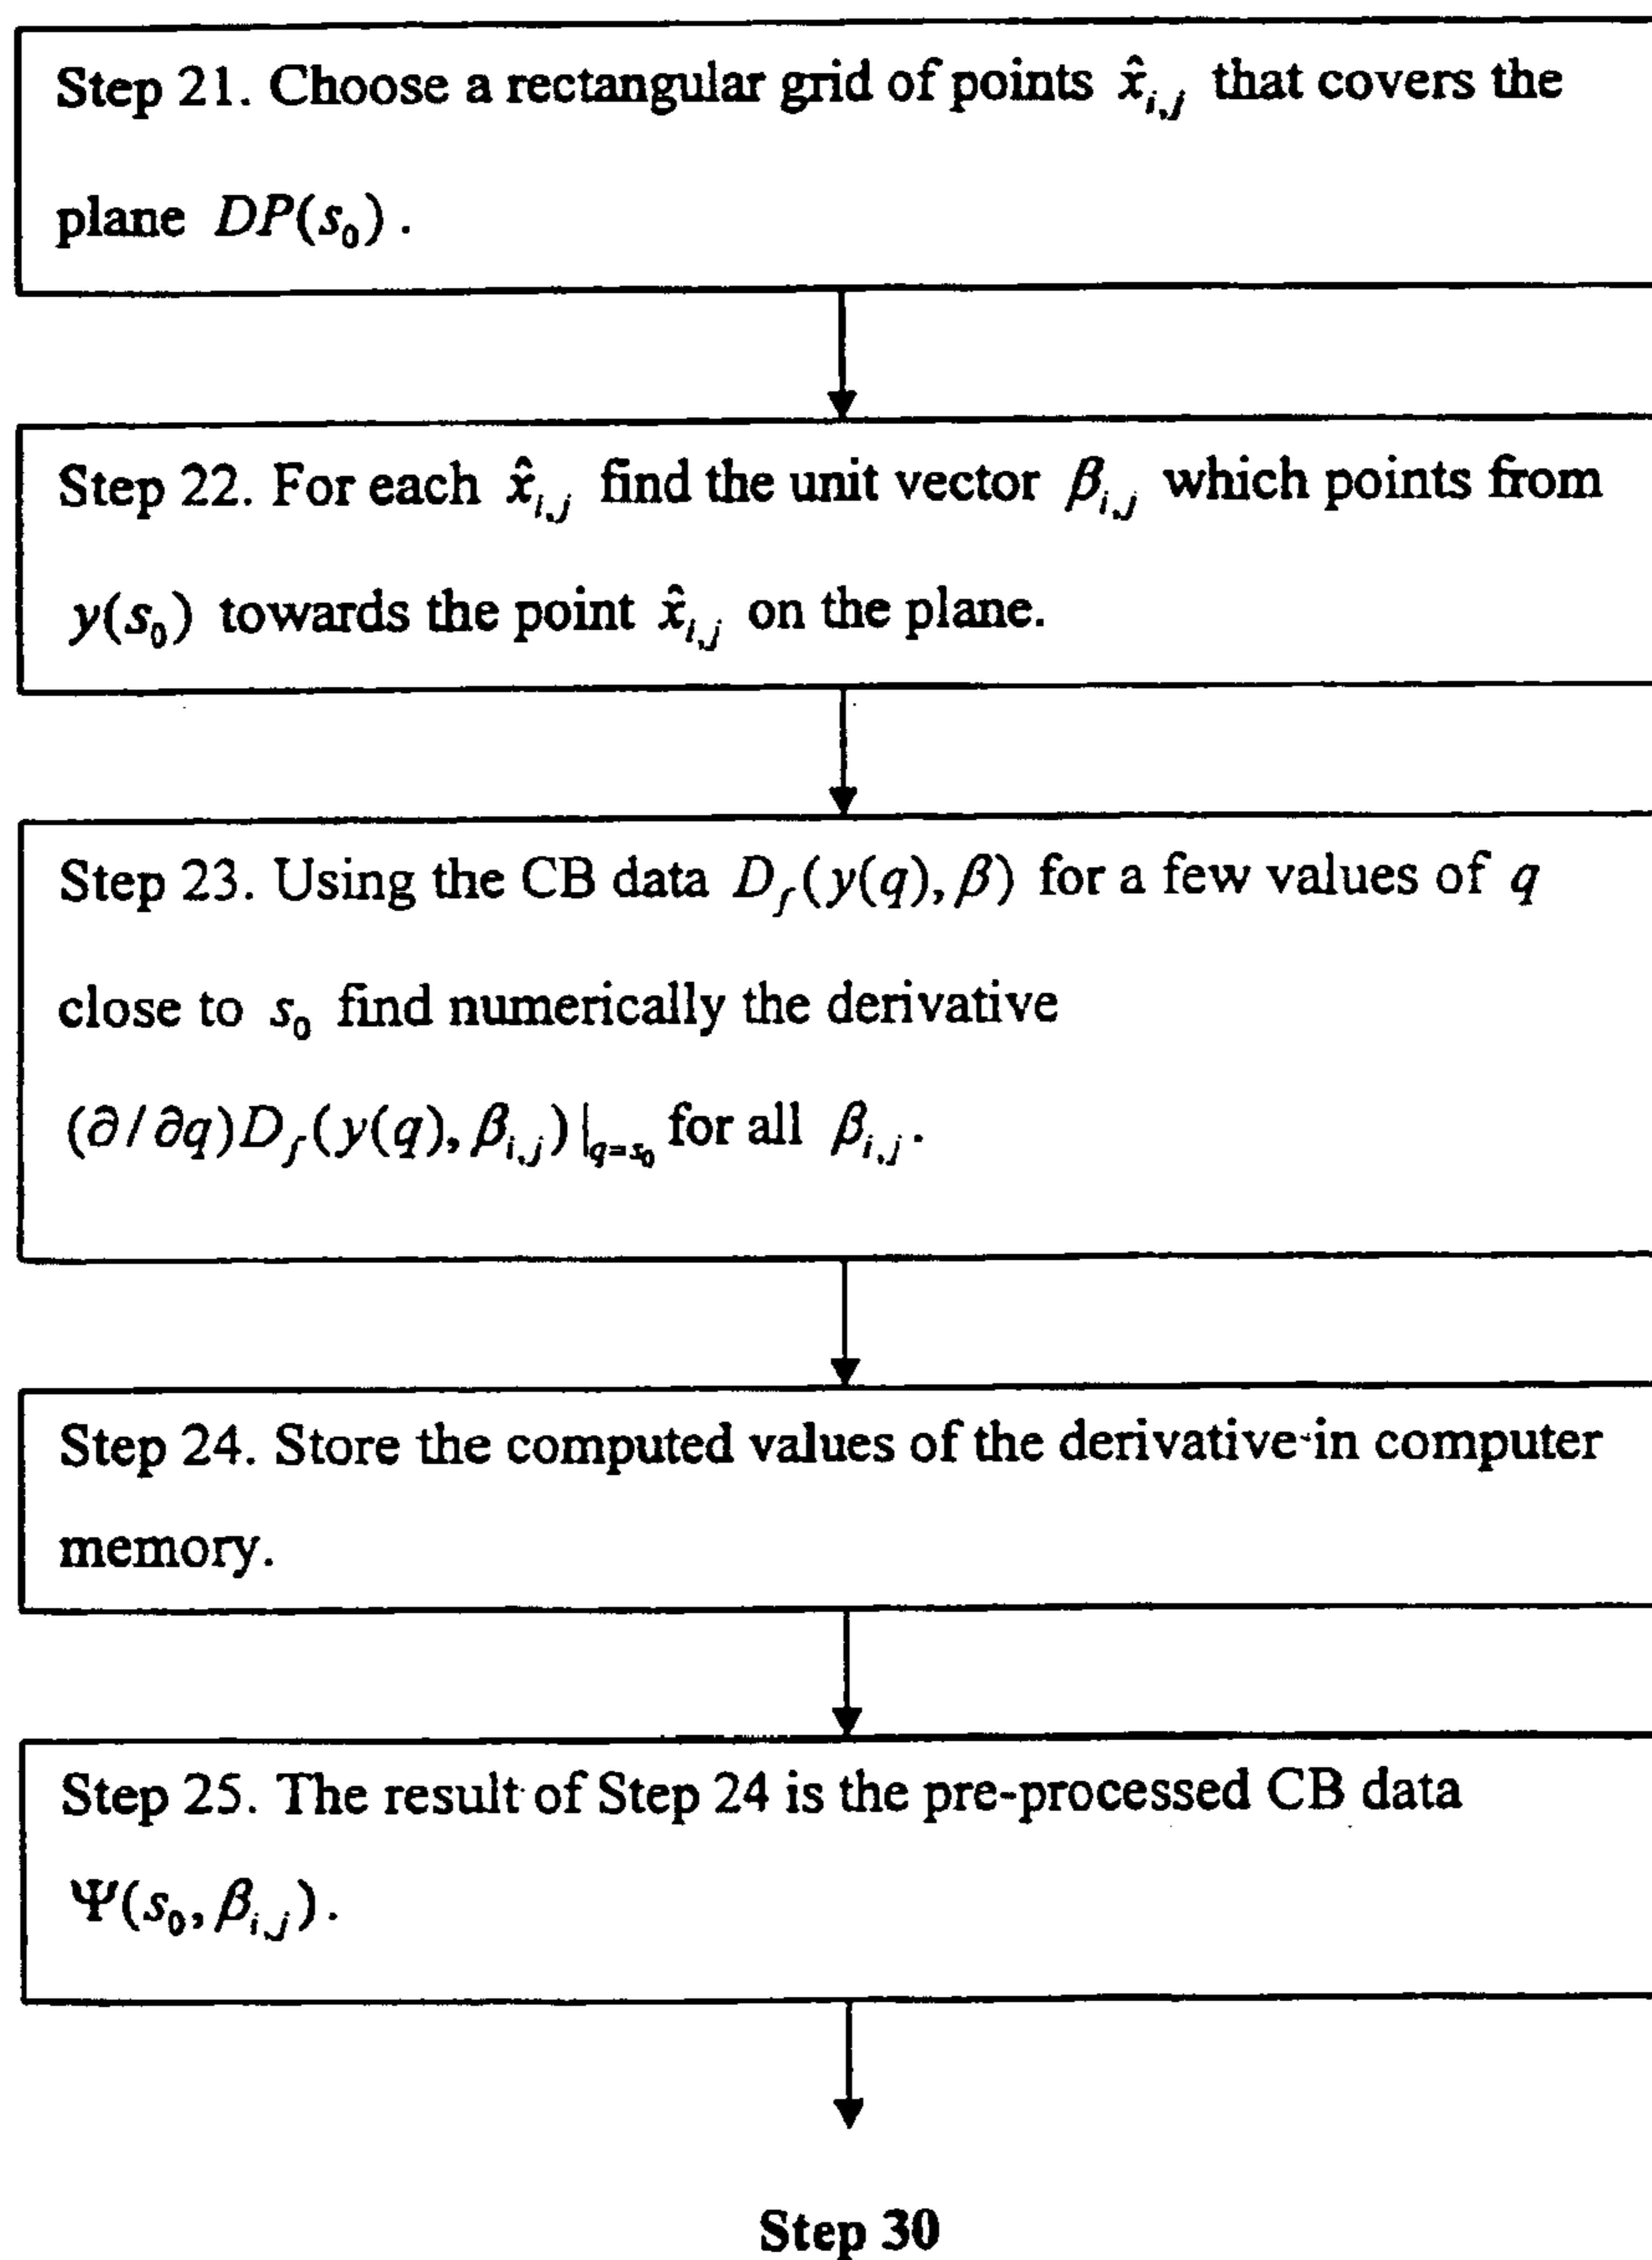 Step 21. Choose a rectangular grid of points x̂_{i,j} that covers the
plane DP(s₀).
Step 22. For each x̂_{i,j} find the unit vector β_{i,j} which points from
y(s₀) towards the point x̂_{i,j} on the plane.
Step 23. Using the CB data D_f(y(q), β) for a few values of q
close to s₀ find numerically the derivative
(∂/∂q)D_f(y(q), β_{i,j})|_{q=s₀} for all β_{i,j}.
Step 24. Store the computed values of the derivative in computer
memory.
Step 25. The result of Step 24 is the pre-processed CB data
Ψ(s₀, β_{i,j}).
Step 30